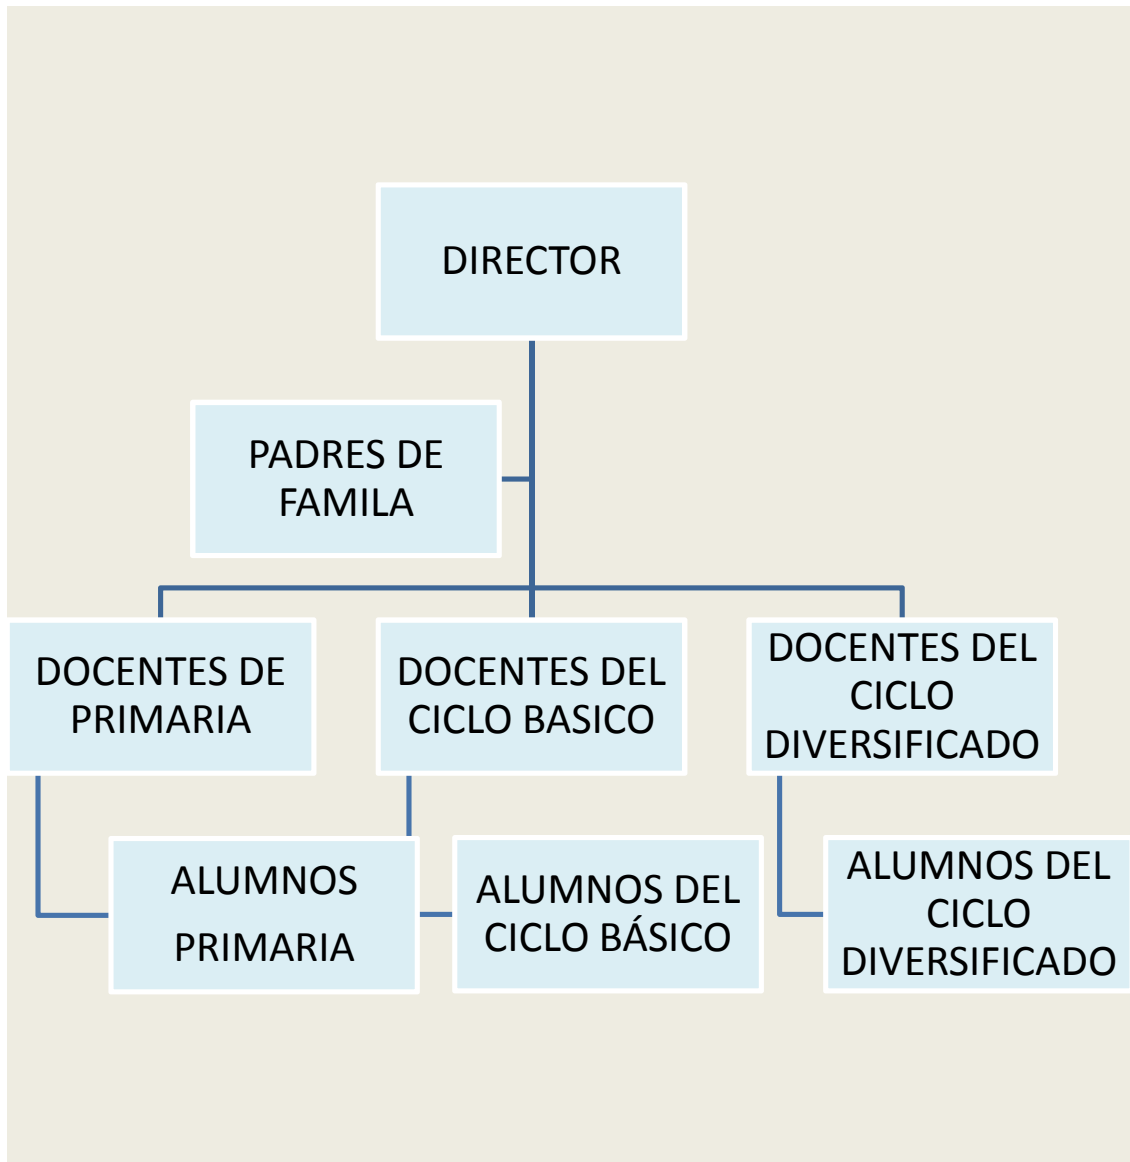 DIRECTOR
PADRES DE
FAMILA
DOCENTES DE
PRIMARIA
DOCENTES DEL
CICLO BASICO
DOCENTES DEL
CICLO
DIVERSIFICADO
ALUMNOS
PRIMARIA
ALUMNOS DEL
CICLO BÁSICO
ALUMNOS DEL
CICLO
DIVERSIFICADO